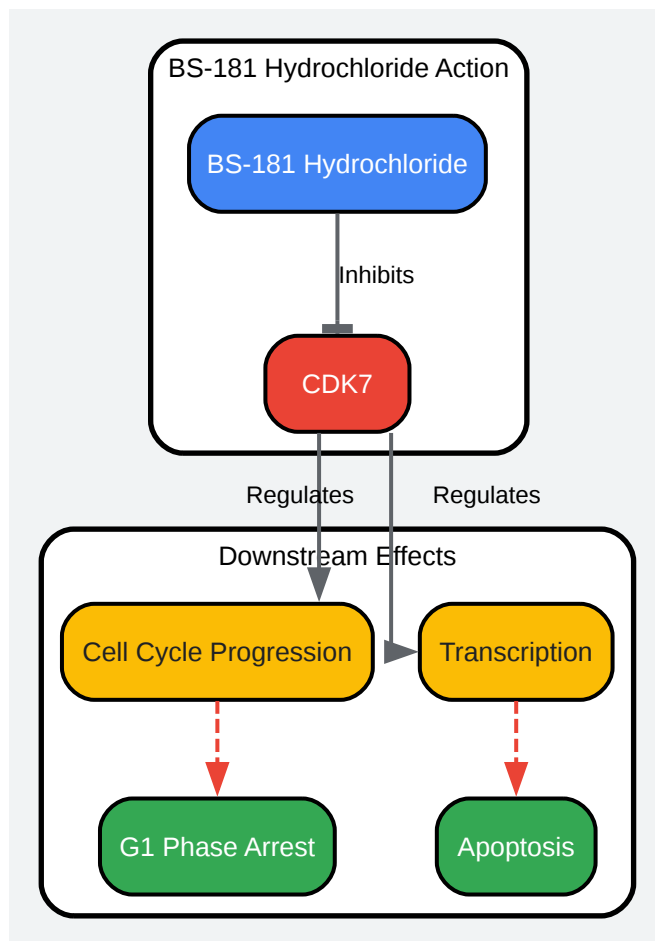 BS-181 Hydrochloride Action
BS-181 Hydrochloride
Inhibits
CDK7
Regulates
Regulates
Downstream Effects
Cell Cycle Progression
Transcription
G1 Phase Arrest
Apoptosis